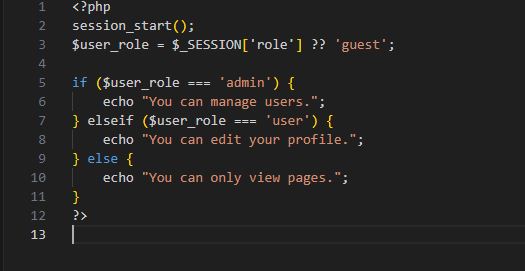 1 <?php
2 session_start();
3 $user_role = $_SESSION['role'] ?? 'guest';
4
5 if ($user_role === 'admin') {
6     echo "You can manage users.";
7 } elseif ($user_role === 'user') {
8     echo "You can edit your profile.";
9 } else {
10     echo "You can only view pages.";
11 }
12 ?>
13